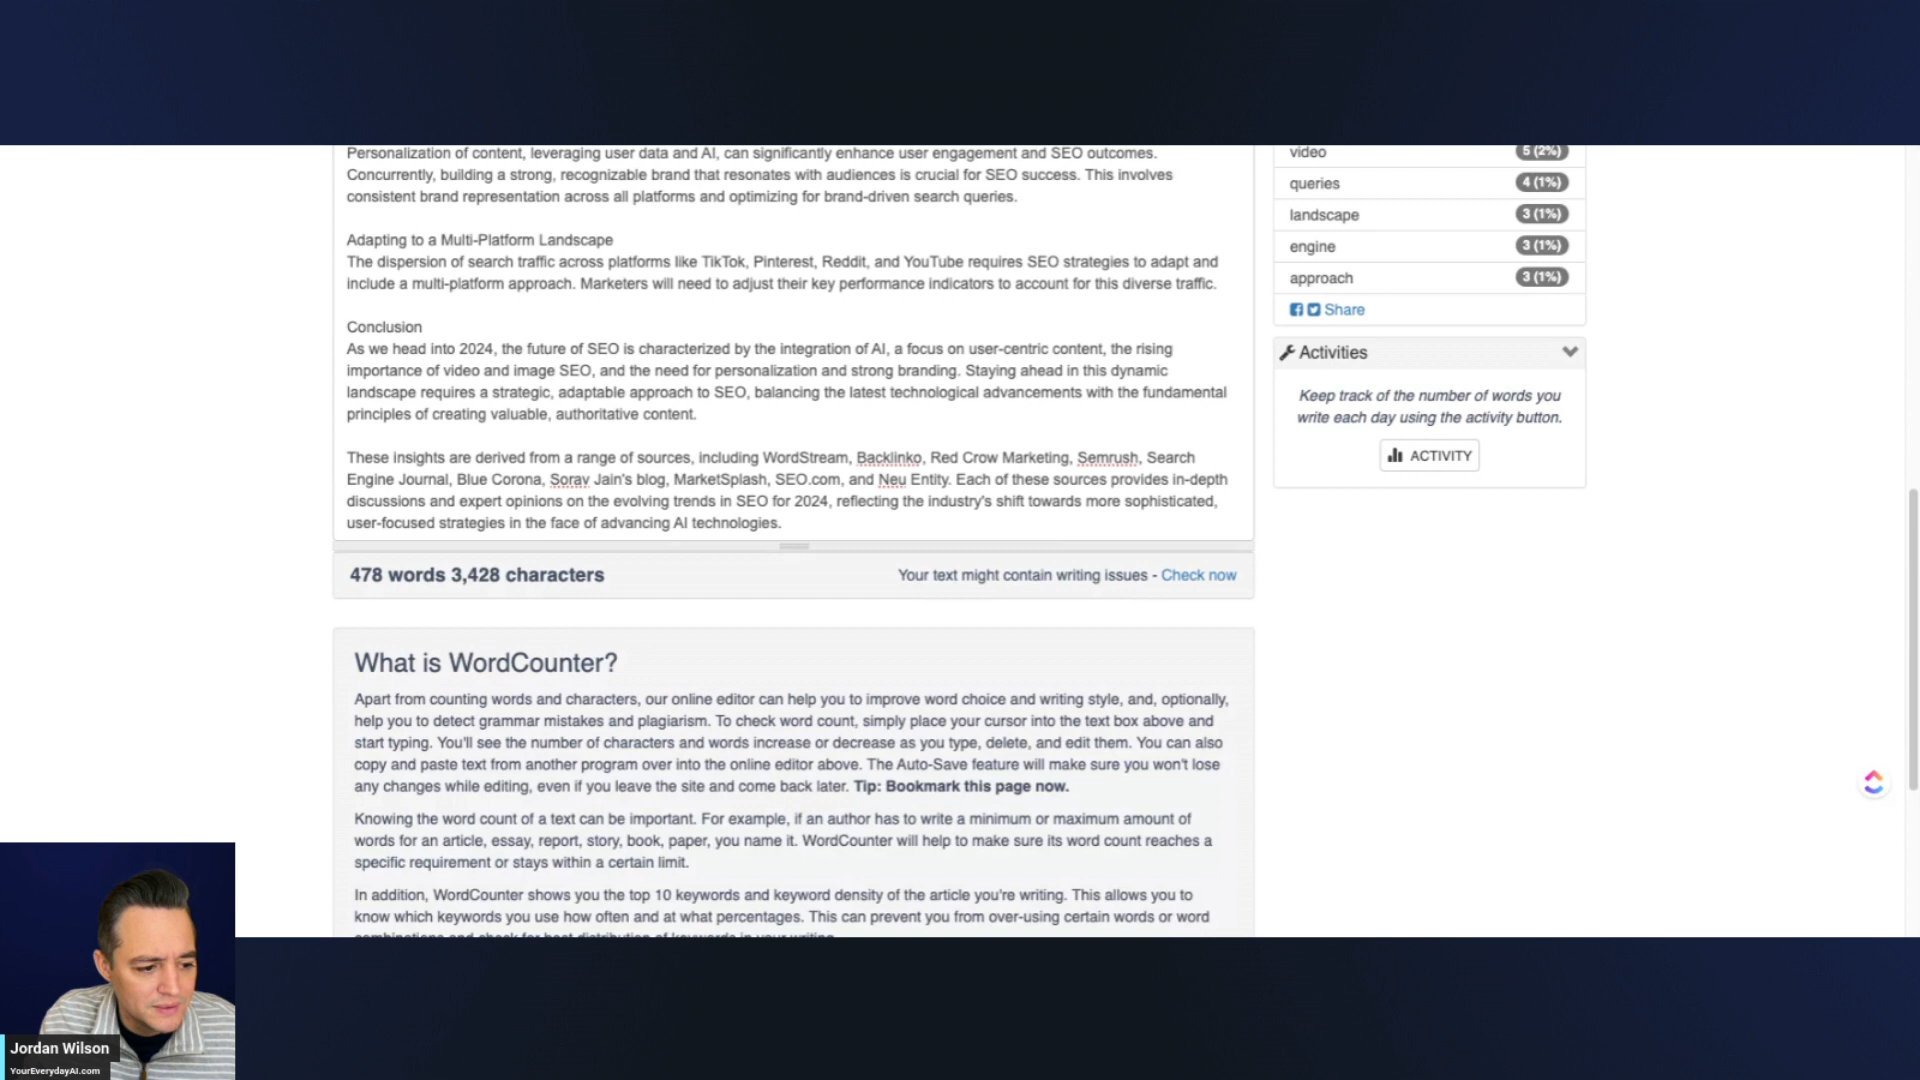 Personalization of content, leveraging user data and AI, can significantly enhance user engagement and SEO outcomes.
Concurrently, building a strong, recognizable brand that resonates with audiences is crucial for SEO success. This involves
consistent brand representation across all platforms and optimizing for brand-driven search queries.
Adapting to a Multi-Platform Landscape
The dispersion of search traffic across platforms like TikTok, Pinterest, Reddit, and YouTube requires SEO strategies to adapt and
include a multi-platform approach. Marketers will need to adjust their key performance indicators to account for this diverse traffic.
Conclusion
As we head into 2024, the future of SEO is characterized by the integration of AI, a focus on user-centric content, the rising
importance of video and image SEO, and the need for personalization and strong branding. Staying ahead in this dynamic
landscape requires a strategic, adaptable approach to SEO, balancing the latest technological advancements with the fundamental
principles of creating valuable, authoritative content.
These insights are derived from a range of sources, including WordStream, Backlinko, Red Crow Marketing, Semrush, Search
Engine Journal, Blue Corona, Sorav Jain's blog, MarketSplash, SEO.com, and Neu Entity. Each of these sources provides in-depth
discussions and expert opinions on the evolving trends in SEO for 2024, reflecting the industry's shift towards more sophisticated,
user-focused strategies in the face of advancing AI technologies.
478 words 3,428 characters
Your text might contain writing issues - Check now
What is WordCounter?
Apart from counting words and characters, our online editor can help you to improve word choice and writing style, and, optionally,
help you to detect grammar mistakes and plagiarism. To check word count, simply place your cursor into the text box above and
start typing. You'll see the number of characters and words increase or decrease as you type, delete, and edit them. You can also
copy and paste text from another program over into the online editor above. The Auto-Save feature will make sure you won't lose
any changes while editing, even if you leave the site and come back later. Tip: Bookmark this page now.
Knowing the word count of a text can be important. For example, if an author has to write a minimum or maximum amount of
words for an article, essay, report, story, book, paper, you name it. WordCounter will help to make sure its word count reaches a
specific requirement or stays within a certain limit.
In addition, WordCounter shows you the top 10 keywords and keyword density of the article you're writing. This allows you to
know which keywords you use how often and at what percentages. This can prevent you from over-using certain words or word
combinations and check for best distribution of keywords in your writing.
video 5 (2%)
queries 4 (1%)
landscape 3 (1%)
engine 3 (1%)
approach 3 (1%)
Share
Activities
Keep track of the number of words you
write each day using the activity button.
ACTIVITY
Jordan Wilson
YourEverydayAI.com